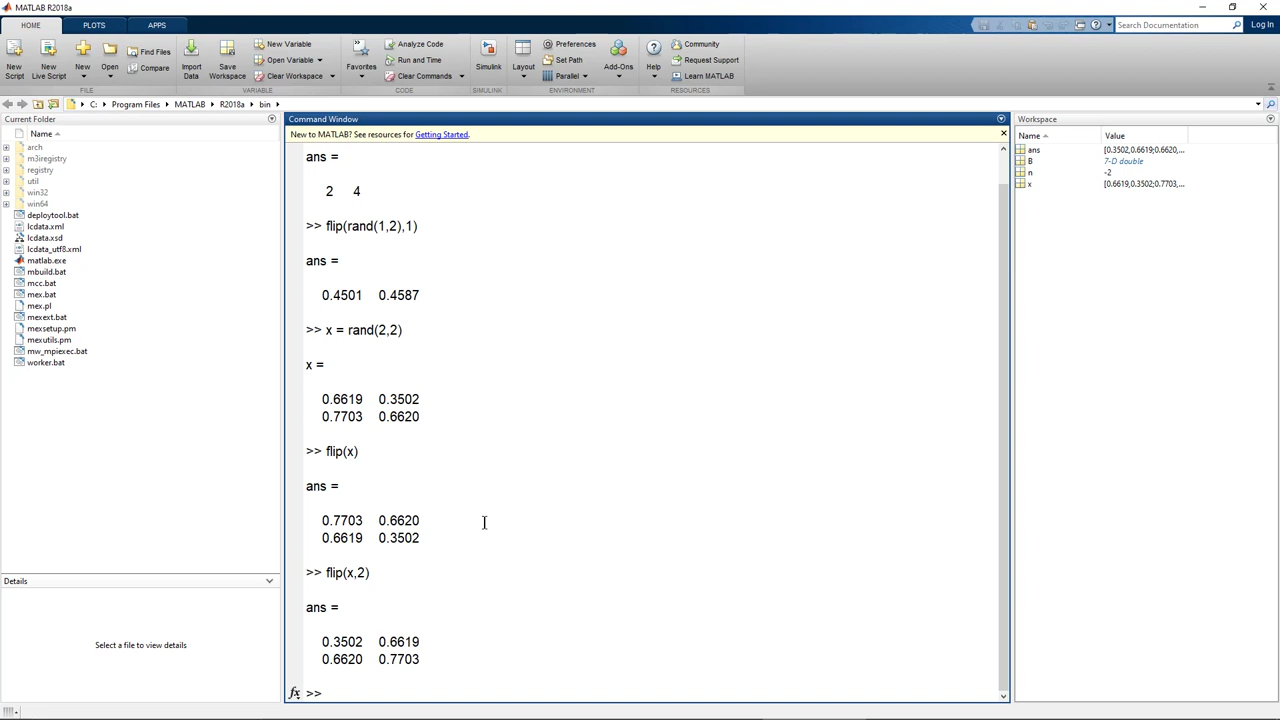 MATLAB R2018a
HOME
PLOTS
APPS
Search Documentation
Log In
New Script
New Live Script
New
Open
Find Files
Compare
Import Data
Save Workspace
New Variable
Open Variable
Clear Workspace
Favorites
Analyze Code
Run and Time
Clear Commands
Simulink
Layout
Preferences
Set Path
Parallel
Add-Ons
Help
Community
Request Support
Learn MATLAB
FILE
VARIABLE
CODE
SIMULINK
ENVIRONMENT
RESOURCES
C: Program Files MATLAB R2018a bin
Current Folder
Name
arch
m3iregistry
registry
util
win32
win64
deploytool.bat
lcdata.xml
lcdata.xsd
lcdata_utf8.xml
matlab.exe
mbuild.bat
mcc.bat
mex.bat
mex.pl
mexext.bat
mexsetup.pm
mexutils.pm
mw_mpiexec.bat
worker.bat
Details
Select a file to view details
Command Window
New to MATLAB? See resources for Getting Started.
ans =
2 4
>> flip(rand(1,2),1)
ans =
0.4501 0.4587
>> x = rand(2,2)
x =
0.6619 0.3502
0.7703 0.6620
>> flip(x)
ans =
0.7703 0.6620
0.6619 0.3502
>> flip(x,2)
ans =
0.3502 0.6619
0.6620 0.7703
fx >>
Workspace
Name Value
ans [0.3502,0.6619;0.6620,...
B 7-D double
n -2
x [0.6619,0.3502;0.7703,...